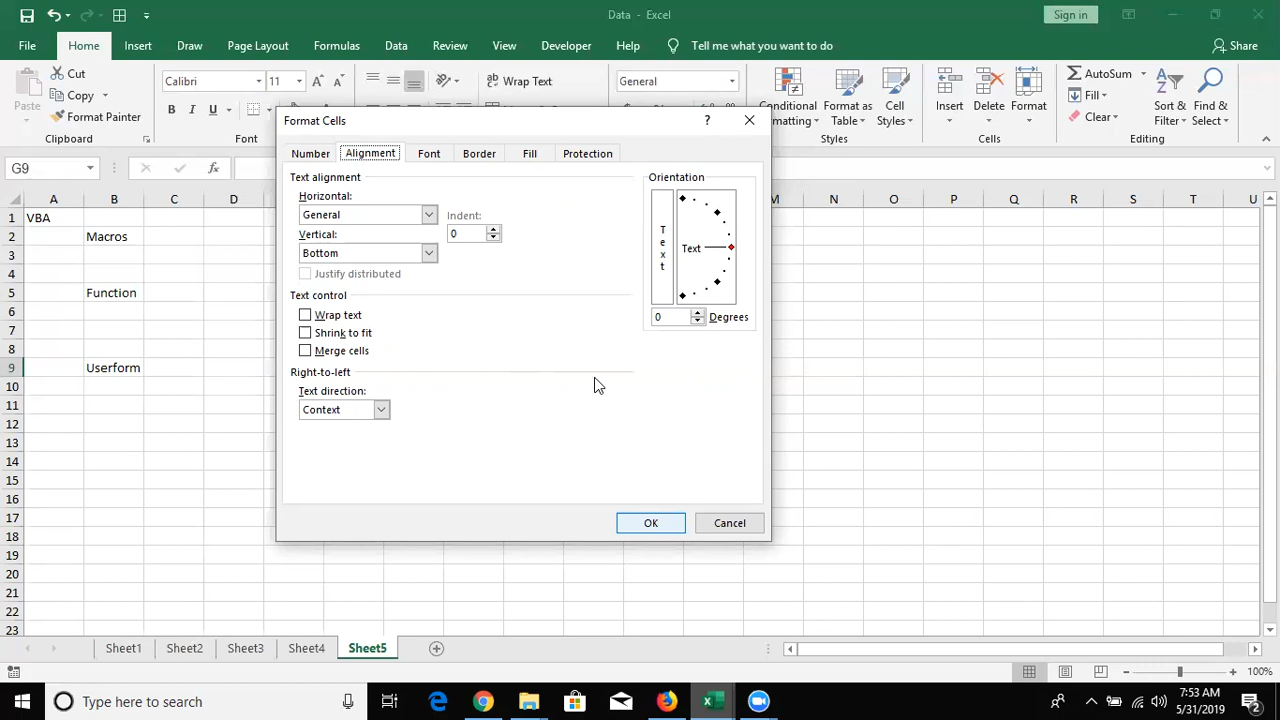 Data - Excel
Sign in
File Home Insert Draw Page Layout Formulas Data Review View Developer Help Tell me what you want to do Share
Cut
Copy
Format Painter
Paste
Clipboard
Calibri 11
B I U
Font
Wrap Text
General
Conditional Formatting
Format as Table
Cell Styles
Styles
Insert Delete Format
Cells
AutoSum
Fill
Clear
Sort & Filter
Find & Select
Editing
G9 fx
Format Cells ?
Number Alignment Font Border Fill Protection
Text alignment
Horizontal:
General
Indent:
0
Vertical:
Bottom
Justify distributed
Text control
Wrap text
Shrink to fit
Merge cells
Right-to-left
Text direction:
Context
Orientation
Text
Text
0 Degrees
OK Cancel
A B C D M N O P Q R S T U
1 VBA
2 Macros
3
4
5 Function
6
7
8
9 Userform
10
11
12
13
14
15
16
17
18
19
20
21
22
23
Sheet1 Sheet2 Sheet3 Sheet4 Sheet5
100%
Type here to search
7:53 AM
5/31/2019
2